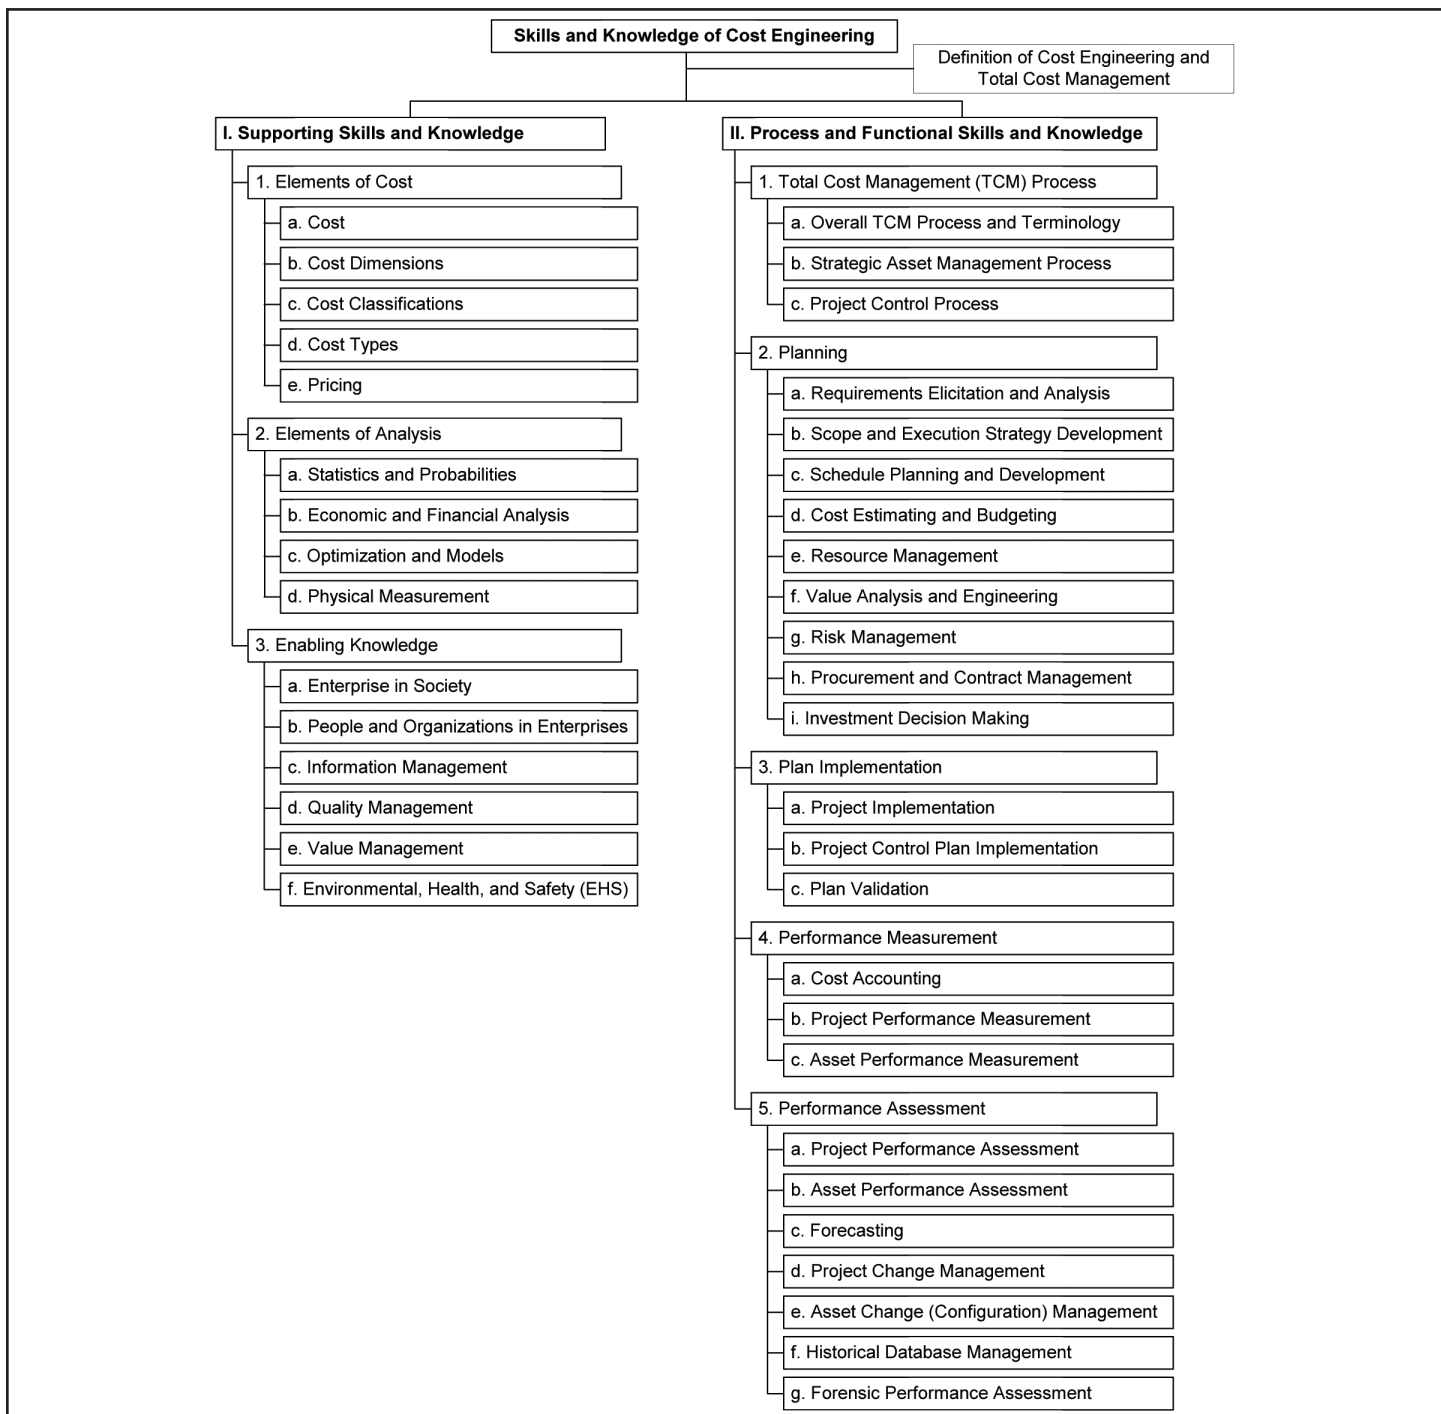 Skills and Knowledge of Cost Engineering
Definition of Cost Engineering and
Total Cost Management
I. Supporting Skills and Knowledge
1. Elements of Cost
a. Cost
b. Cost Dimensions
c. Cost Classifications
d. Cost Types
e. Pricing
2. Elements of Analysis
a. Statistics and Probabilities
b. Economic and Financial Analysis
c. Optimization and Models
d. Physical Measurement
3. Enabling Knowledge
a. Enterprise in Society
b. People and Organizations in Enterprises
c. Information Management
d. Quality Management
e. Value Management
f. Environmental, Health, and Safety (EHS)
II. Process and Functional Skills and Knowledge
1. Total Cost Management (TCM) Process
a. Overall TCM Process and Terminology
b. Strategic Asset Management Process
c. Project Control Process
2. Planning
a. Requirements Elicitation and Analysis
b. Scope and Execution Strategy Development
c. Schedule Planning and Development
d. Cost Estimating and Budgeting
e. Resource Management
f. Value Analysis and Engineering
g. Risk Management
h. Procurement and Contract Management
i. Investment Decision Making
3. Plan Implementation
a. Project Implementation
b. Project Control Plan Implementation
c. Plan Validation
4. Performance Measurement
a. Cost Accounting
b. Project Performance Measurement
c. Asset Performance Measurement
5. Performance Assessment
a. Project Performance Assessment
b. Asset Performance Assessment
c. Forecasting
d. Project Change Management
e. Asset Change (Configuration) Management
f. Historical Database Management
g. Forensic Performance Assessment